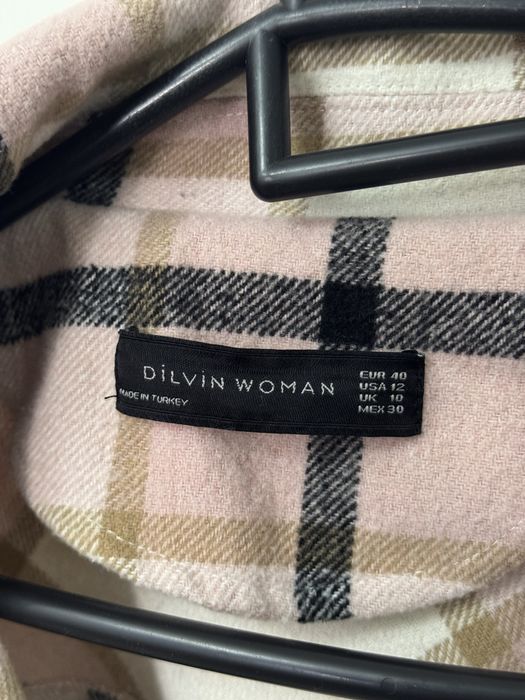 DİLVİN WOMAN
MADE IN TURKEY
EUR 40
USA 12
UK 10
MEX 30